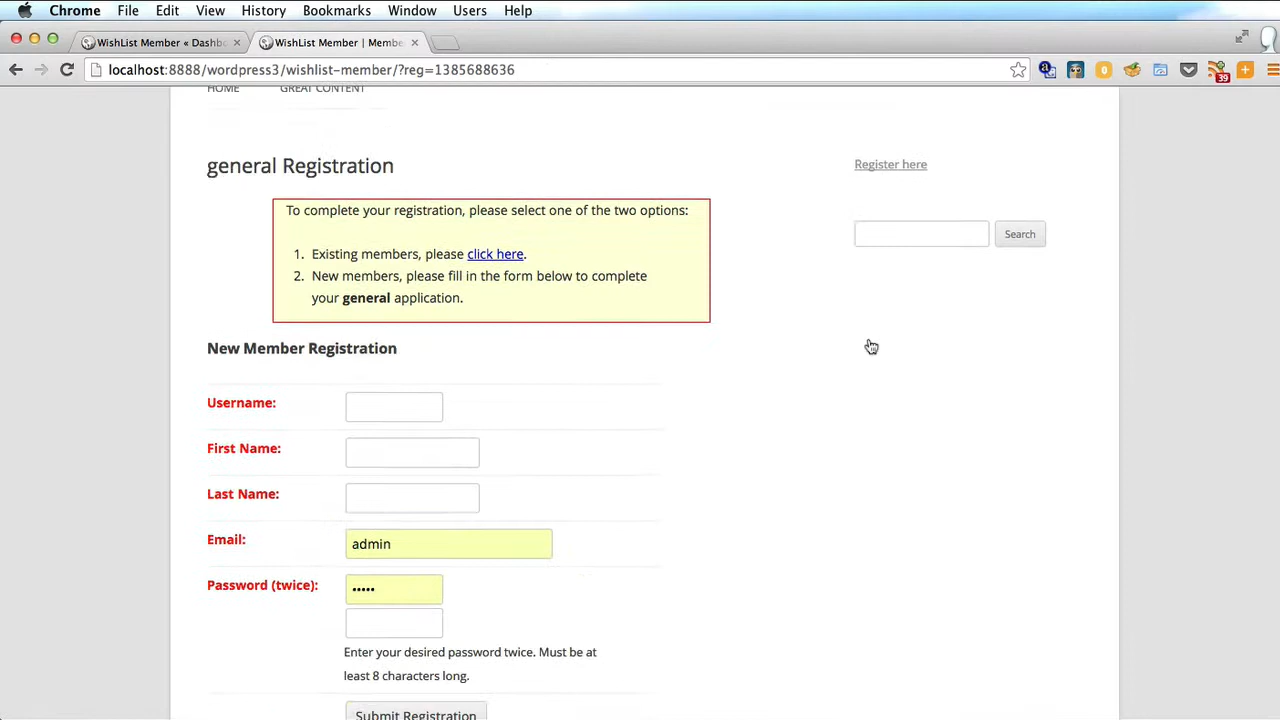 Chrome File Edit View History Bookmarks Window Users Help
WishList Member « Dashb
WishList Member | Membe
localhost:8888/wordpress3/wishlist-member/?reg=1385688636
39
HOME GREAT CONTENT
general Registration
Register here
To complete your registration, please select one of the two options:
Search
1. Existing members, please click here.
2. New members, please fill in the form below to complete
your general application.
New Member Registration
Username:
First Name:
Last Name:
Email: admin
Password (twice): •••••
Enter your desired password twice. Must be at
least 8 characters long.
Submit Registration